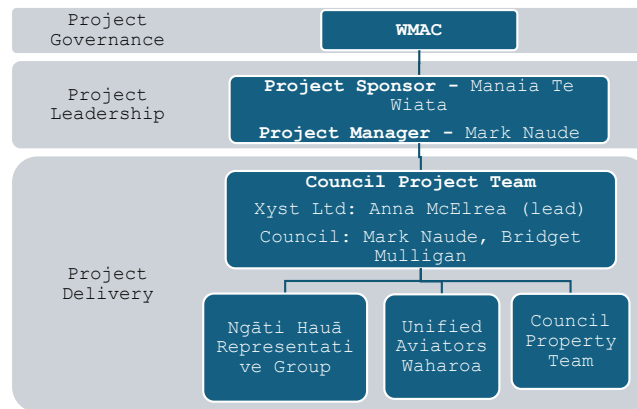 Project
Governance
WMAC
Project
Leadership
Project Sponsor - Manaia Te
Wiata
Project Manager - Mark Naude
Project
Delivery
Council Project Team
Xyst Ltd: Anna McElrea (lead)
Council: Mark Naude, Bridget
Mulligan
Ngāti Hauā
Representati
ve Group
Unified
Aviators
Waharoa
Council
Property
Team